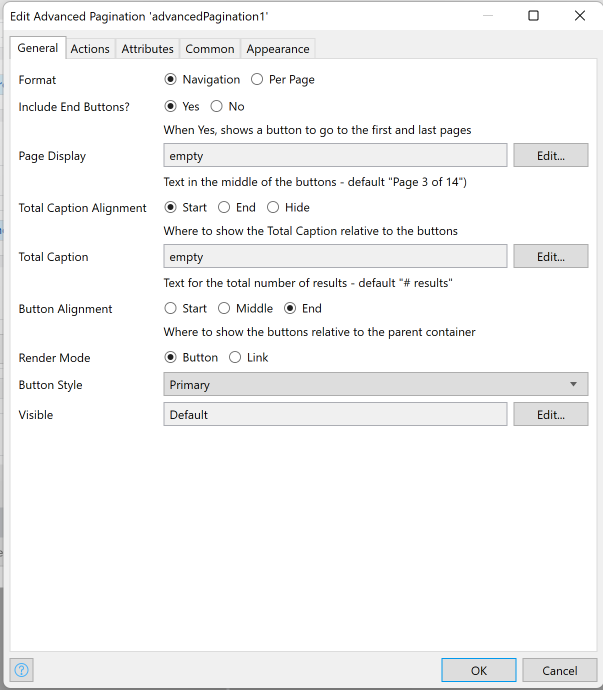 Edit Advanced Pagination 'advancedPagination1'
General Actions Attributes Common Appearance
Format Navigation Per Page
Include End Buttons? Yes No
When Yes, shows a button to go to the first and last pages
Page Display empty Edit...
Text in the middle of the buttons - default "Page 3 of 14")
Total Caption Alignment Start End Hide
Where to show the Total Caption relative to the buttons
Total Caption empty Edit...
Text for the total number of results - default "# results"
Button Alignment Start Middle End
Where to show the buttons relative to the parent container
Render Mode Button Link
Button Style Primary
Visible Default Edit...
? OK Cancel